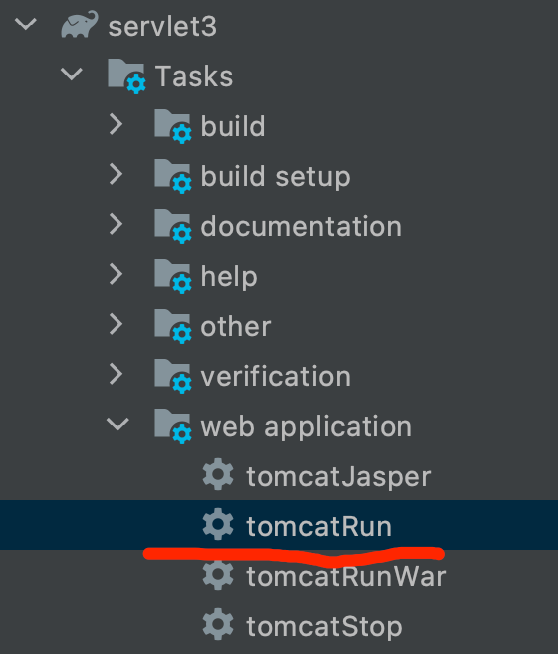 servlet3
Tasks
build
build setup
documentation
help
other
verification
web application
tomcatJasper
tomcatRun
tomcatRunWar
tomcatStop